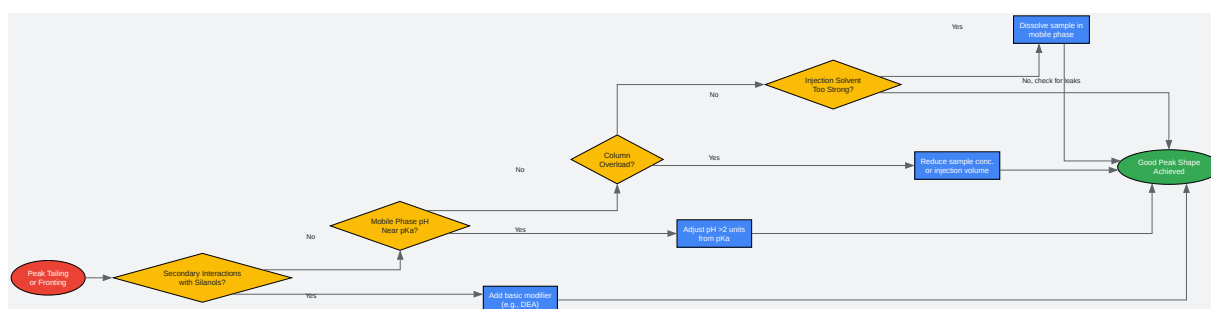 Yes
Dissolve sample in
mobile phase
Injection Solvent
Too Strong?
No, check for leaks
No
Column
Overload?
Yes
Reduce sample conc.
or injection volume
Good Peak Shape
Achieved
No
Mobile Phase pH
Near pKa?
Yes
Adjust pH >2 units
from pKa
No
Peak Tailing
or Fronting
Secondary Interactions
with Silanols?
Yes
Add basic modifier
(e.g., DEA)